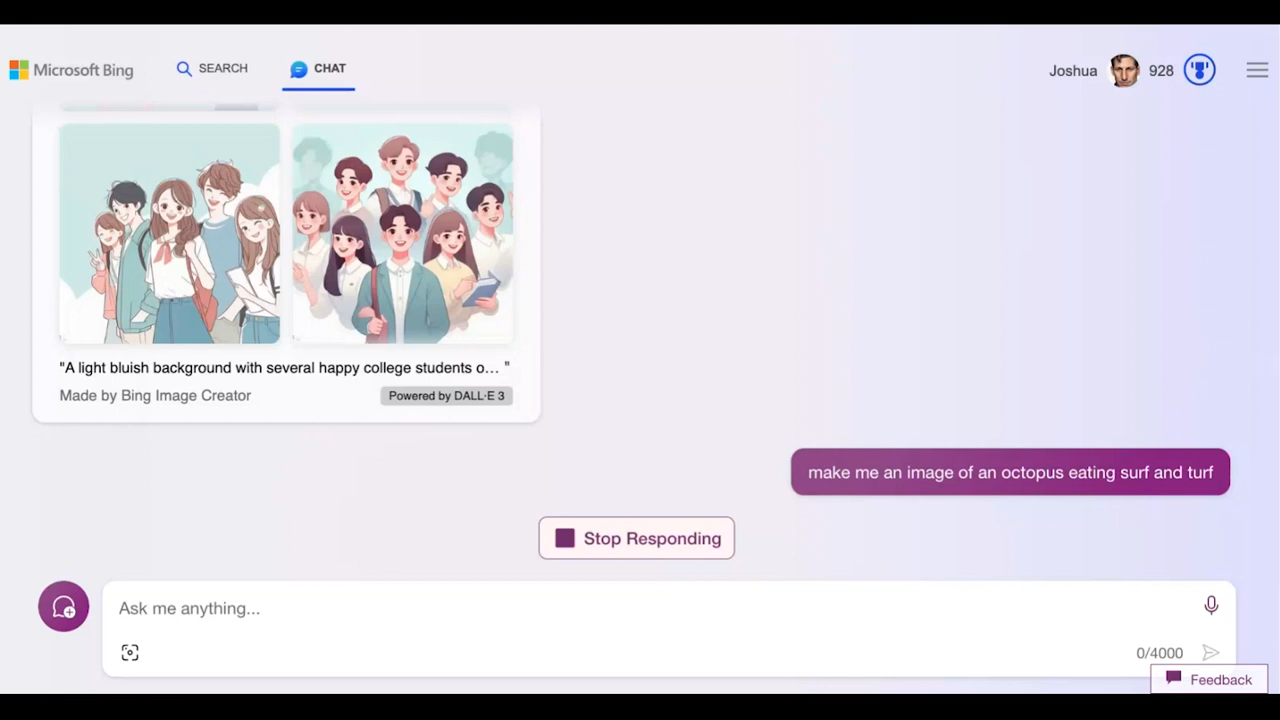 Microsoft Bing
SEARCH
CHAT
Joshua
928
"A light bluish background with several happy college students o... "
Made by Bing Image Creator
Powered by DALL·E 3
make me an image of an octopus eating surf and turf
Stop Responding
Ask me anything...
0/4000
Feedback